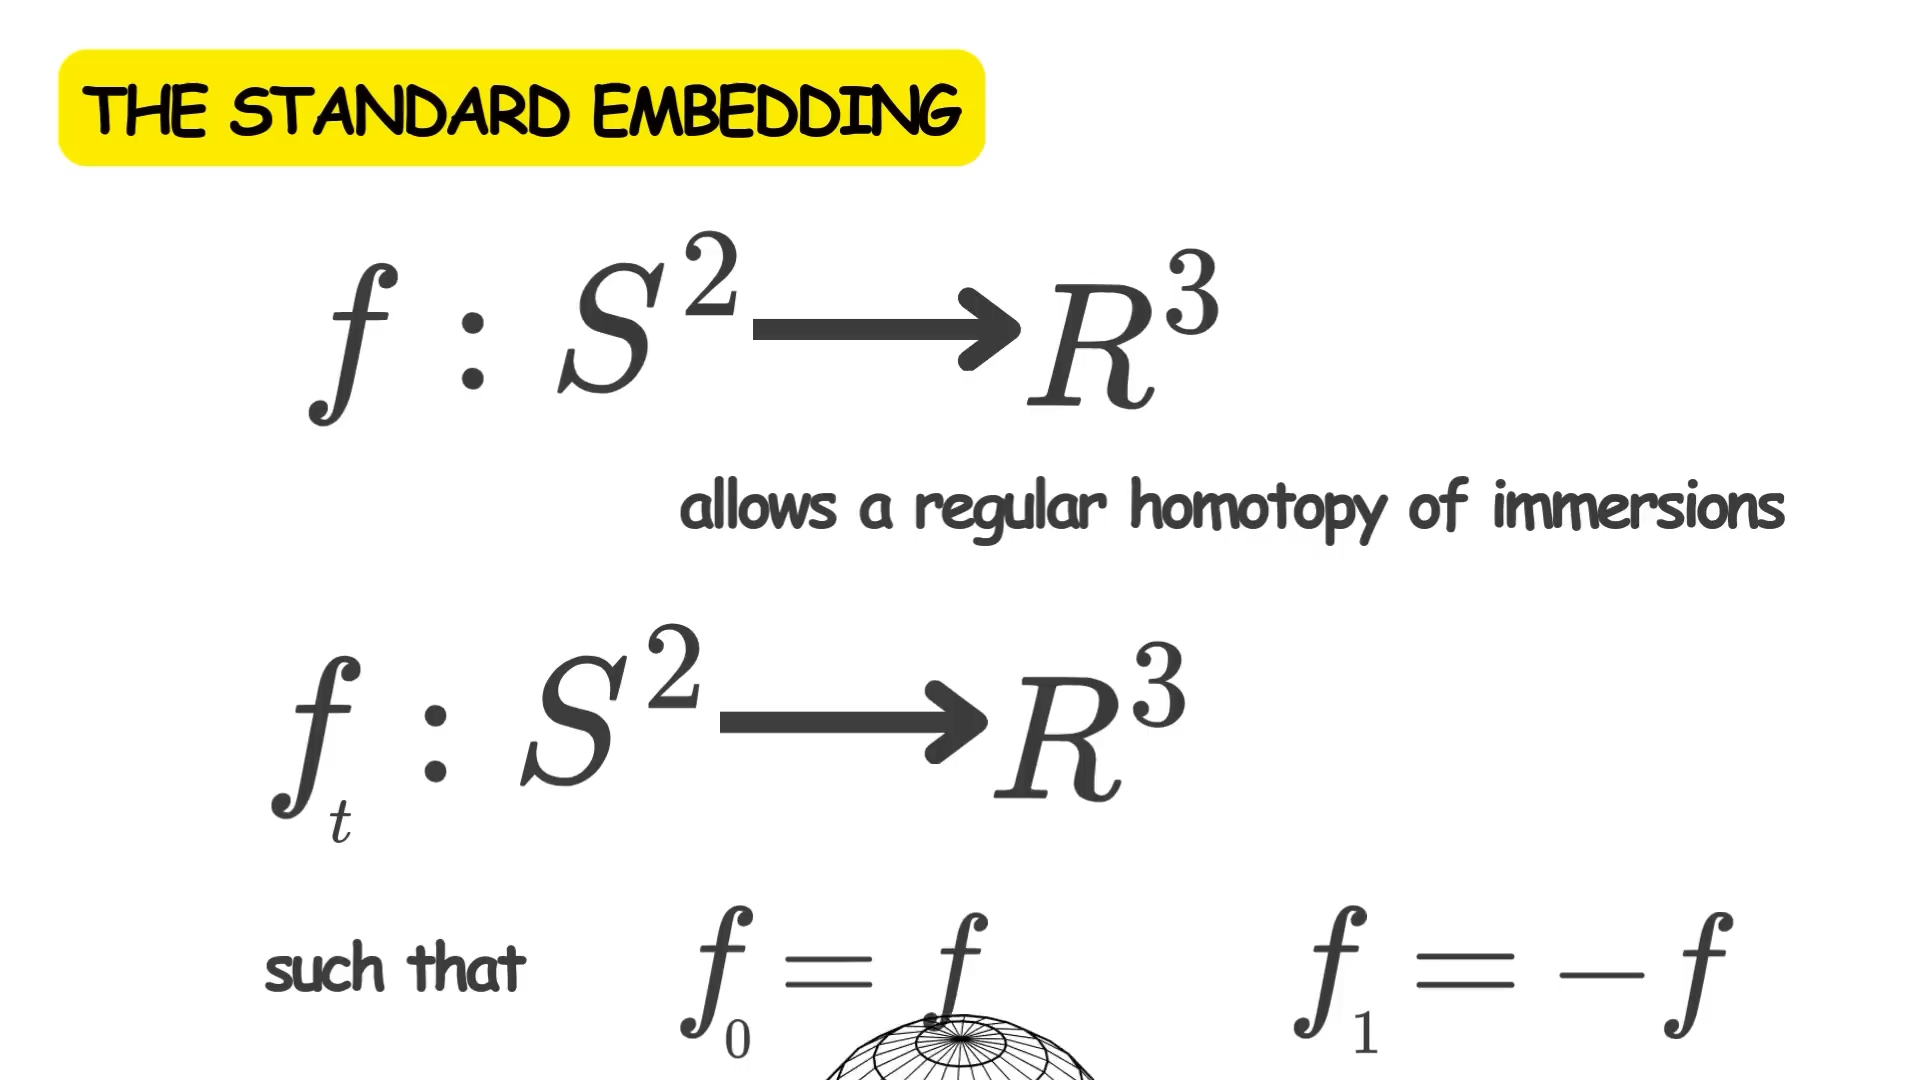 THE STANDARD EMBEDDING
f : S² ⟶ R³
allows a regular homotopy of immersions
fₜ : S² ⟶ R³
such that f₀ = f f₁ = −f